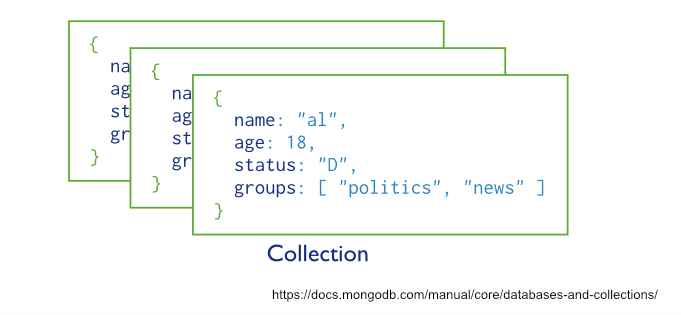 {
na
ag
st
gr
}
{
na
ag
st
gr
}
{
name: "al",
age: 18,
status: "D",
groups: [ "politics", "news" ]
}
Collection
https://docs.mongodb.com/manual/core/databases-and-collections/